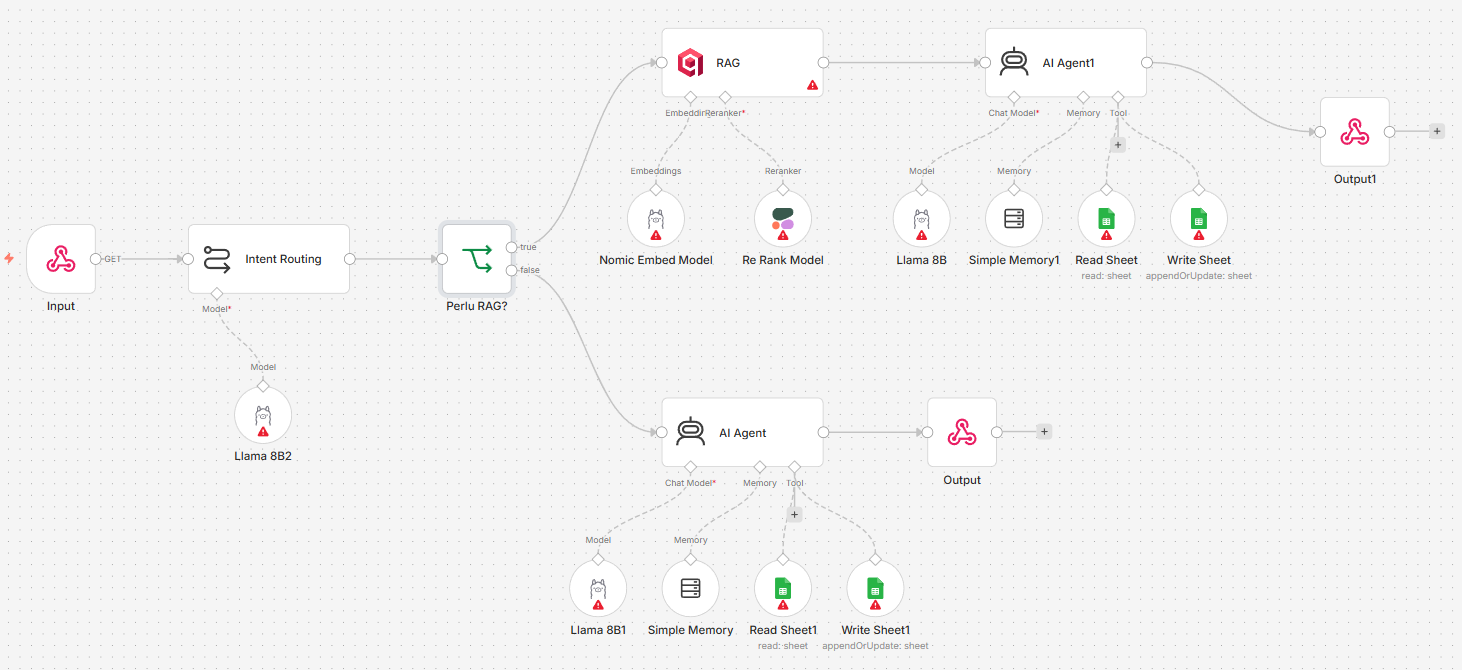 RAG
AI Agent1
Reranker*
Chat Model*
Memory
Tool
+
+
Output1
Embeddings
Reranker
Model
Memory
Nomic Embed Model
Re Rank Model
Llama 8B
Simple Memory1
Read Sheet
read: sheet
Write Sheet
appendOrUpdate: sheet
GET
Input
Intent Routing
Model*
true
false
Perlu RAG?
Model
Llama 8B2
AI Agent
+
Output
Chat Model*
Memory
Tool
+
Model
Memory
Llama 8B1
Simple Memory
Read Sheet1
read: sheet
Write Sheet1
appendOrUpdate: sheet